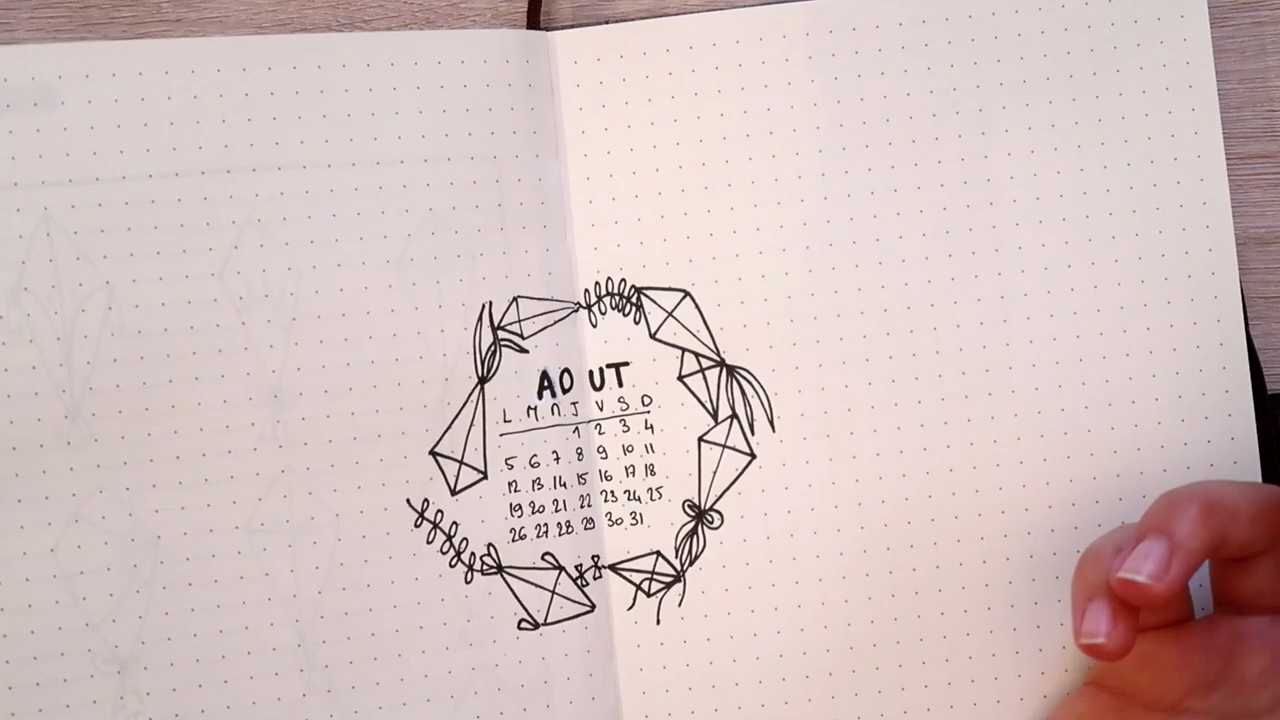 AOUT
L.M.M.J.V.S.D
1 2 3 4
5.6.7.8 9 10 11
12.13.14.15 16 17 18
19 20.21.22 23 24.25
26.27.28.29 30 31